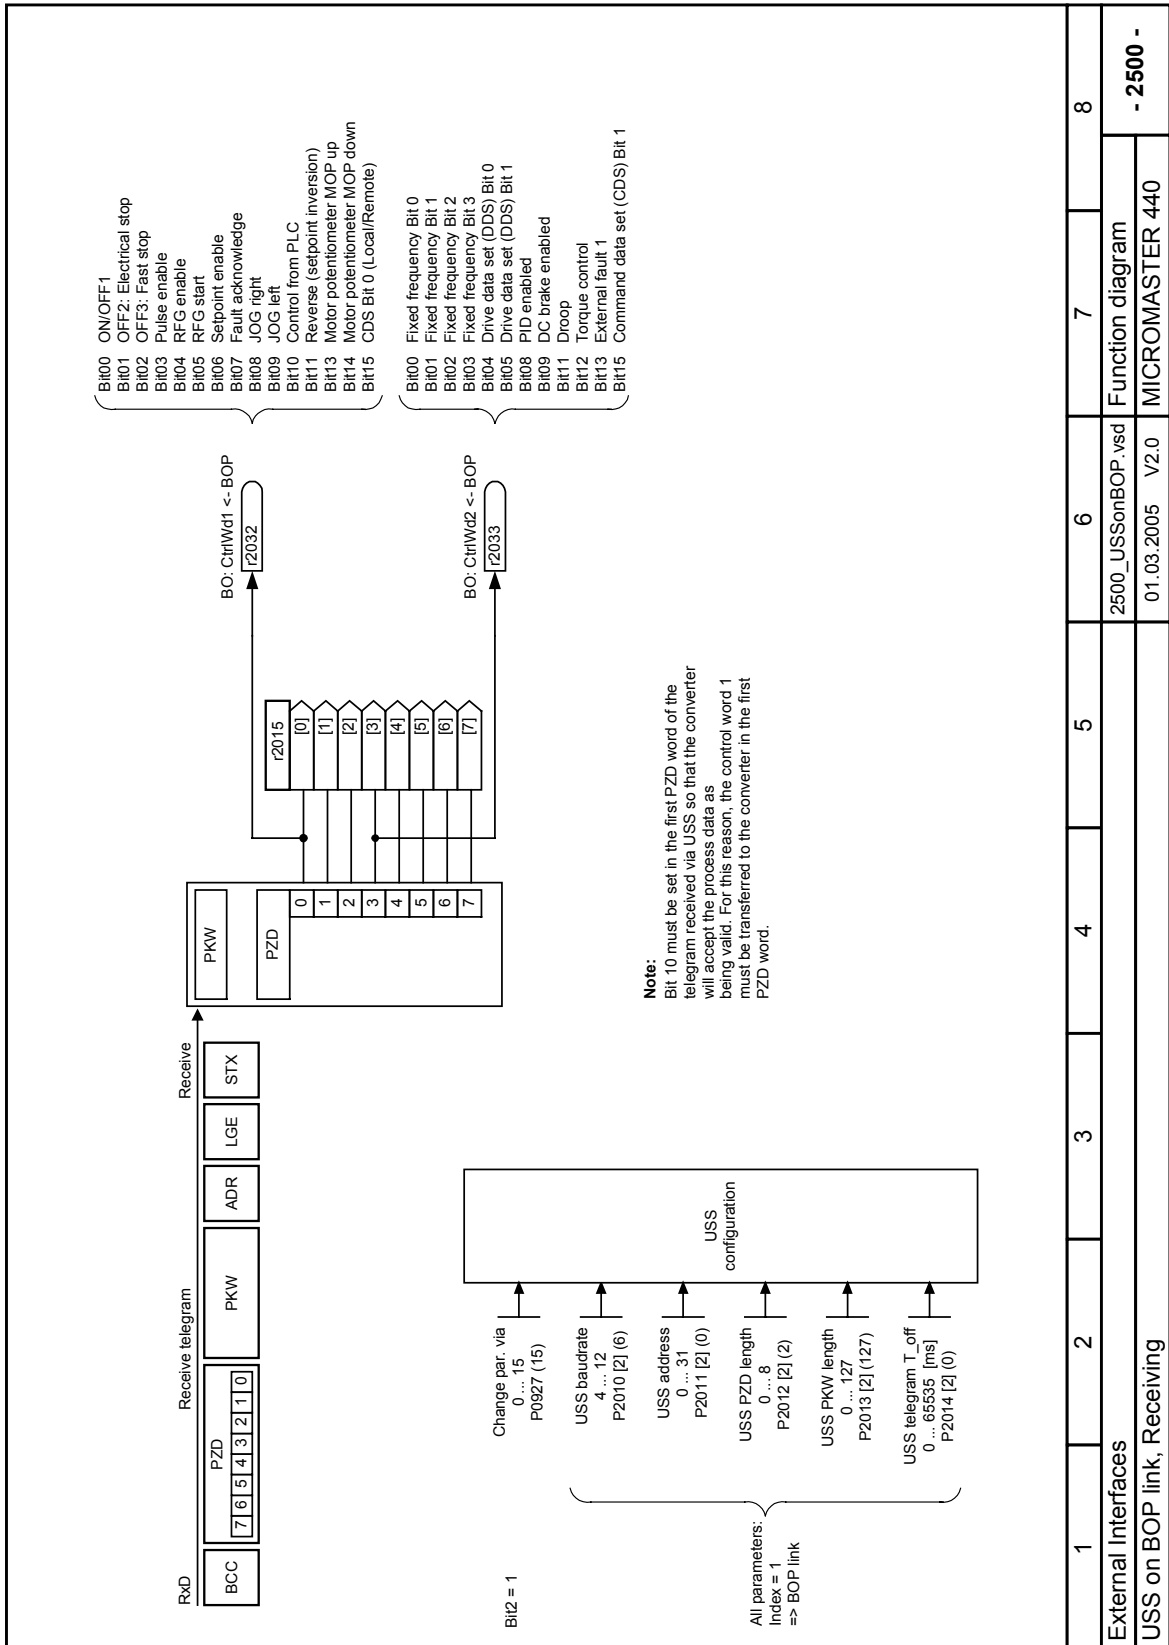 RxD
Receive telegram
Receive
BCC
PZD
7 6 5 4 3 2 1 0
PKW
ADR
LGE
STX
PKW
PZD
0
1
2
3
4
5
6
7
r2015
[0]
[1]
[2]
[3]
[4]
[5]
[6]
[7]
BO: CtrlWd1 <- BOP
r2032
BO: CtrlWd2 <- BOP
r2033
Bit00 ON/OFF1
Bit01 OFF2: Electrical stop
Bit02 OFF3: Fast stop
Bit03 Pulse enable
Bit04 RFG enable
Bit05 RFG start
Bit06 Setpoint enable
Bit07 Fault acknowledge
Bit08 JOG right
Bit09 JOG left
Bit10 Control from PLC
Bit11 Reverse (setpoint inversion)
Bit13 Motor potentiometer MOP up
Bit14 Motor potentiometer MOP down
Bit15 CDS Bit 0 (Local/Remote)
Bit00 Fixed frequency Bit 0
Bit01 Fixed frequency Bit 1
Bit02 Fixed frequency Bit 2
Bit03 Fixed frequency Bit 3
Bit04 Drive data set (DDS) Bit 0
Bit05 Drive data set (DDS) Bit 1
Bit08 PID enabled
Bit09 DC brake enabled
Bit11 Droop
Bit12 Torque control
Bit13 External fault 1
Bit15 Command data set (CDS) Bit 1
Bit2 = 1
Change par. via
0 ... 15
P0927 (15)
USS baudrate
4 ... 12
P2010 [2] (6)
USS address
0 ... 31
P2011 [2] (0)
USS PZD length
0 ... 8
P2012 [2] (2)
USS PKW length
0 ... 127
P2013 [2] (127)
USS telegram T_off
0 ... 65535 [ms]
P2014 [2] (0)
All parameters:
Index = 1
=> BOP link
USS
configuration
Note:
Bit 10 must be set in the first PZD word of the
telegram received via USS so that the converter
will accept the process data as
being valid. For this reason, the control word 1
must be transferred to the converter in the first
PZD word.
1 2 3 4 5 6 7 8
External Interfaces
2500_USSonBOP.vsd
Function diagram
- 2500 -
USS on BOP link, Receiving
01.03.2005 V2.0
MICROMASTER 440